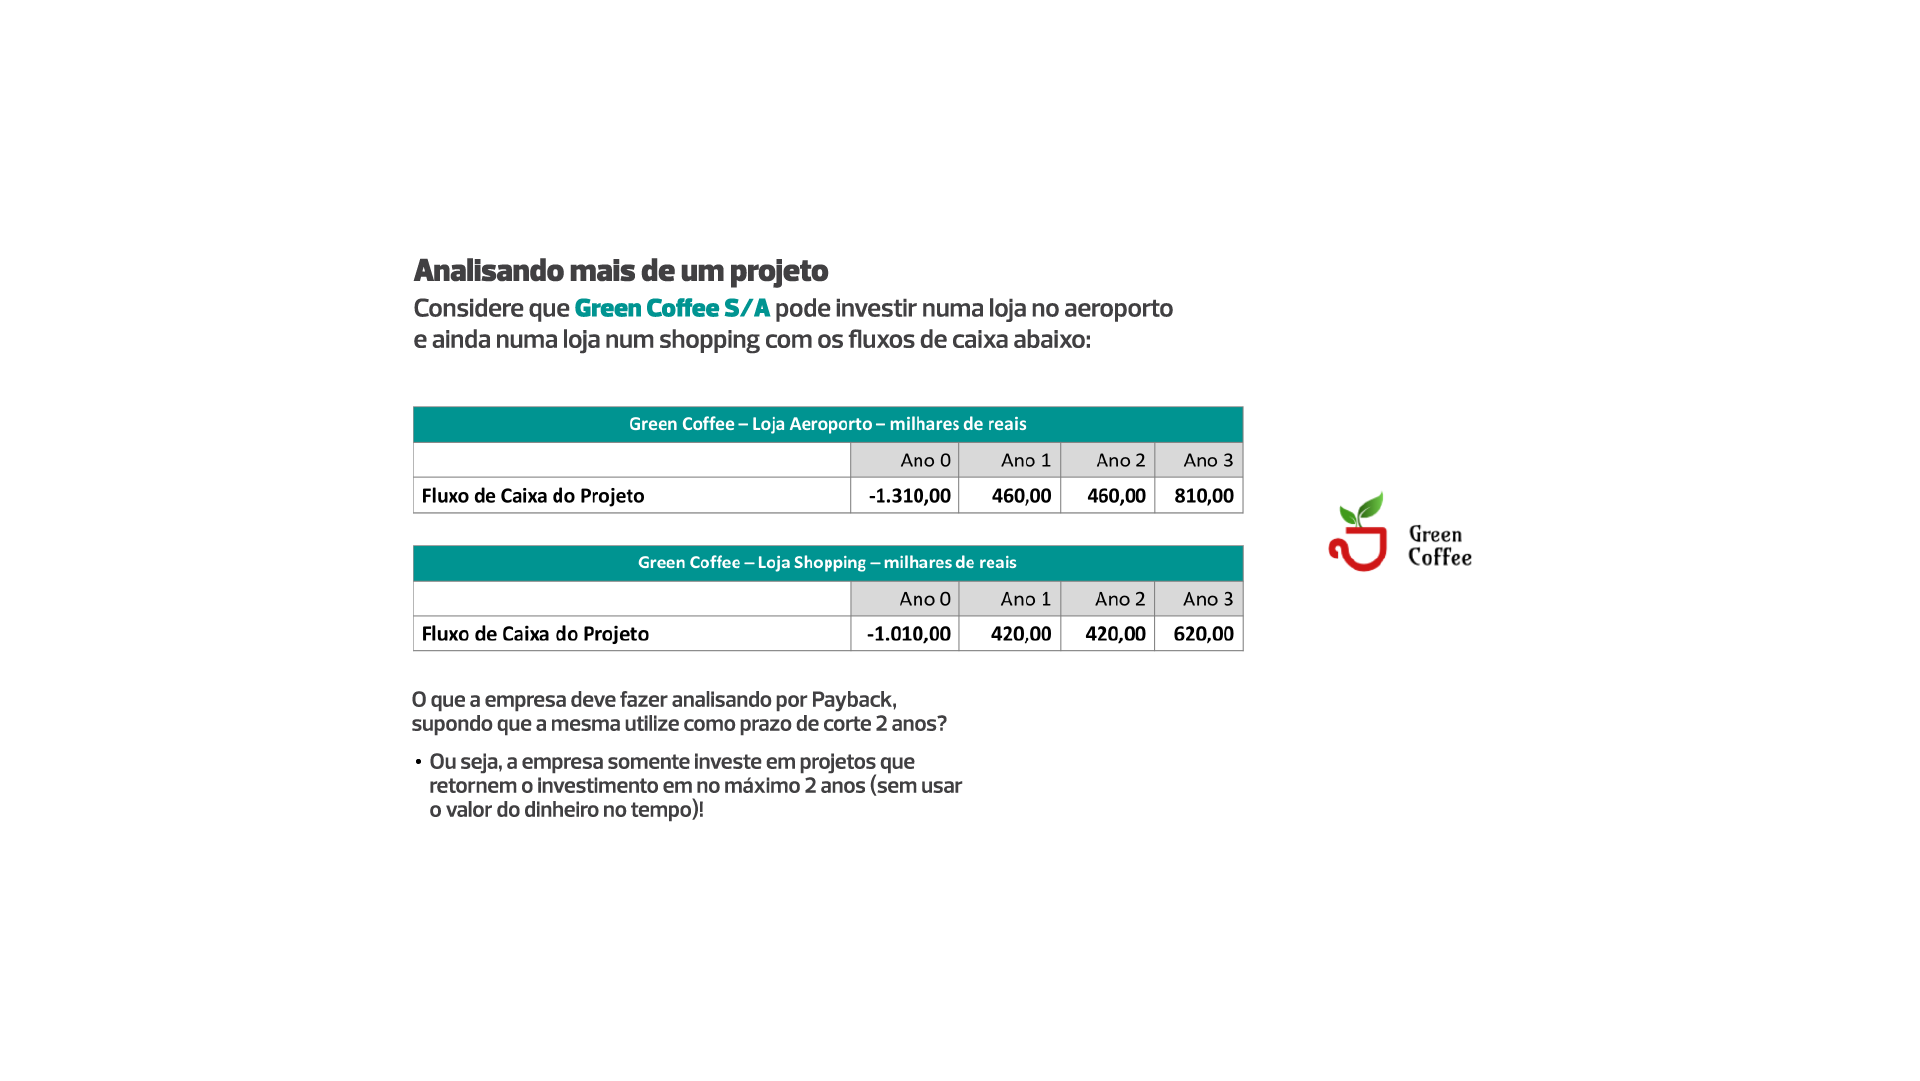 Analisando mais de um projeto
Considere que Green Coffee S/A pode investir numa loja no aeroporto
e ainda numa loja num shopping com os fluxos de caixa abaixo:
Green Coffee – Loja Aeroporto – milhares de reais
Ano 0 Ano 1 Ano 2 Ano 3
Fluxo de Caixa do Projeto -1.310,00 460,00 460,00 810,00
Green Coffee
Green Coffee – Loja Shopping – milhares de reais
Ano 0 Ano 1 Ano 2 Ano 3
Fluxo de Caixa do Projeto -1.010,00 420,00 420,00 620,00
O que a empresa deve fazer analisando por Payback,
supondo que a mesma utilize como prazo de corte 2 anos?
• Ou seja, a empresa somente investe em projetos que
retornem o investimento em no máximo 2 anos (sem usar
o valor do dinheiro no tempo)!